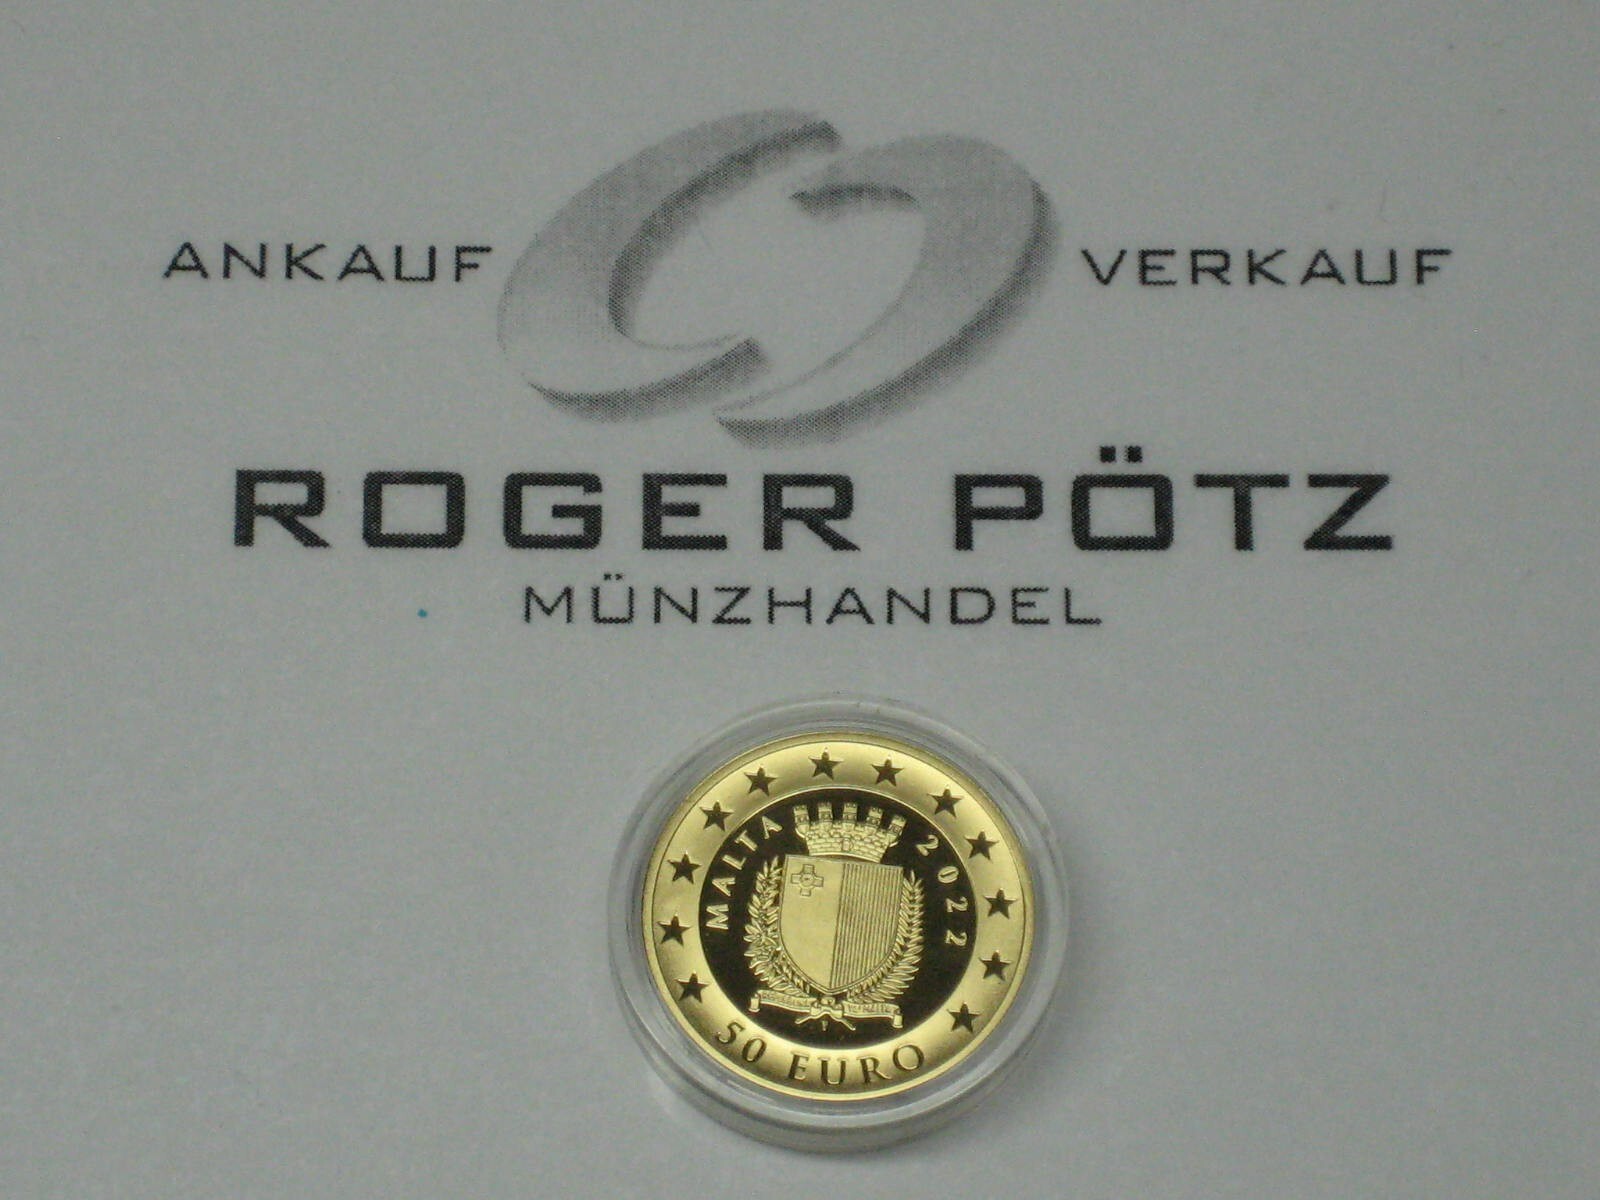 ANKAUF VERKAUF
ROGER PÖTZ
MÜNZHANDEL
MALTA 2022
50 EURO